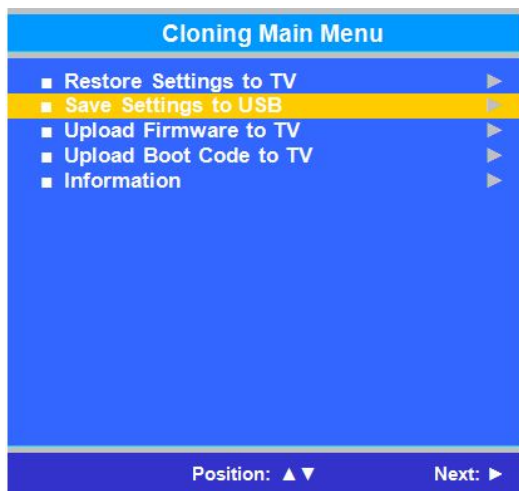 Cloning Main Menu
Restore Settings to TV
Save Settings to USB
Upload Firmware to TV
Upload Boot Code to TV
Information
Position: ▲▼ Next: ►